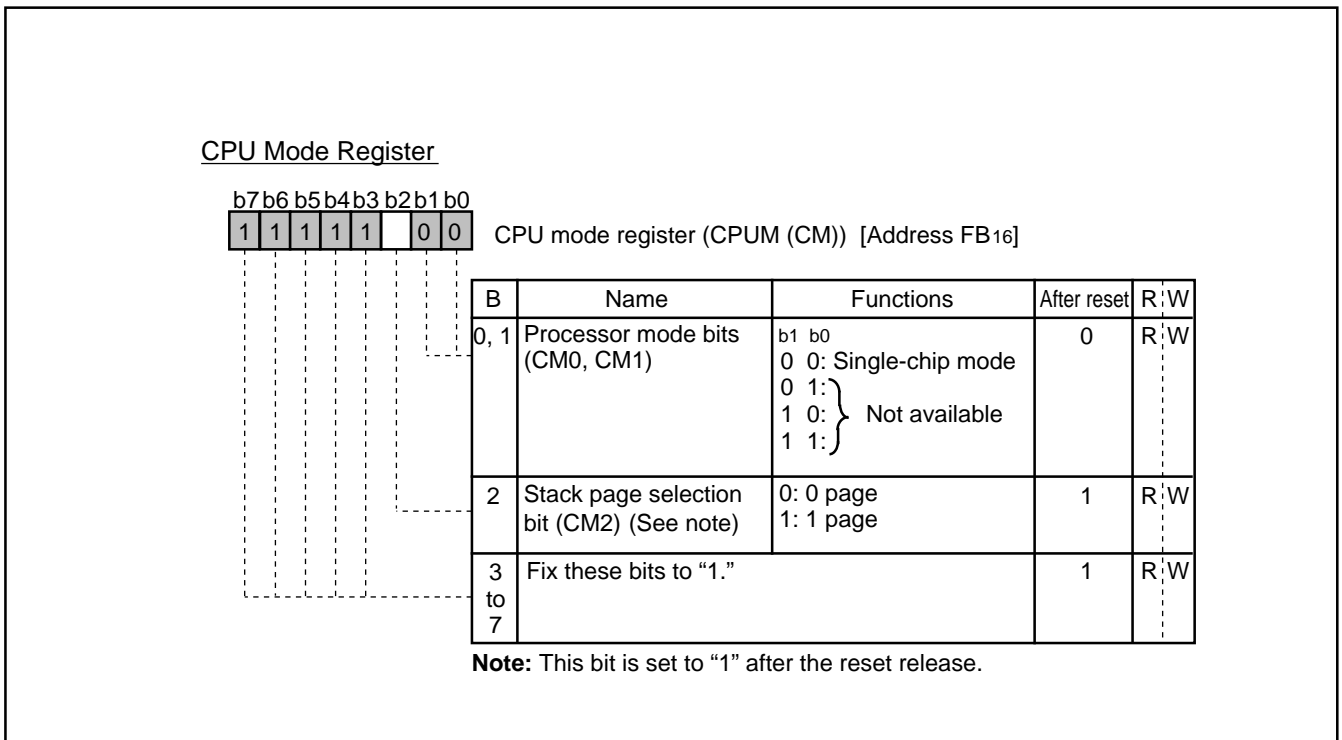 CPU Mode Register
b7 b6 b5 b4 b3 b2 b1 b0
1 1 1 1 1 0 0
CPU mode register (CPUM (CM)) [Address FB16]
B Name Functions After reset R W
0, 1 Processor mode bits (CM0, CM1) b1 b0 0 R W
0 0: Single-chip mode
0 1:
1 0: Not available
1 1:
2 Stack page selection bit (CM2) (See note) 0: 0 page 1 R W
1: 1 page
3 to 7 Fix these bits to “1.” 1 R W
Note: This bit is set to “1” after the reset release.